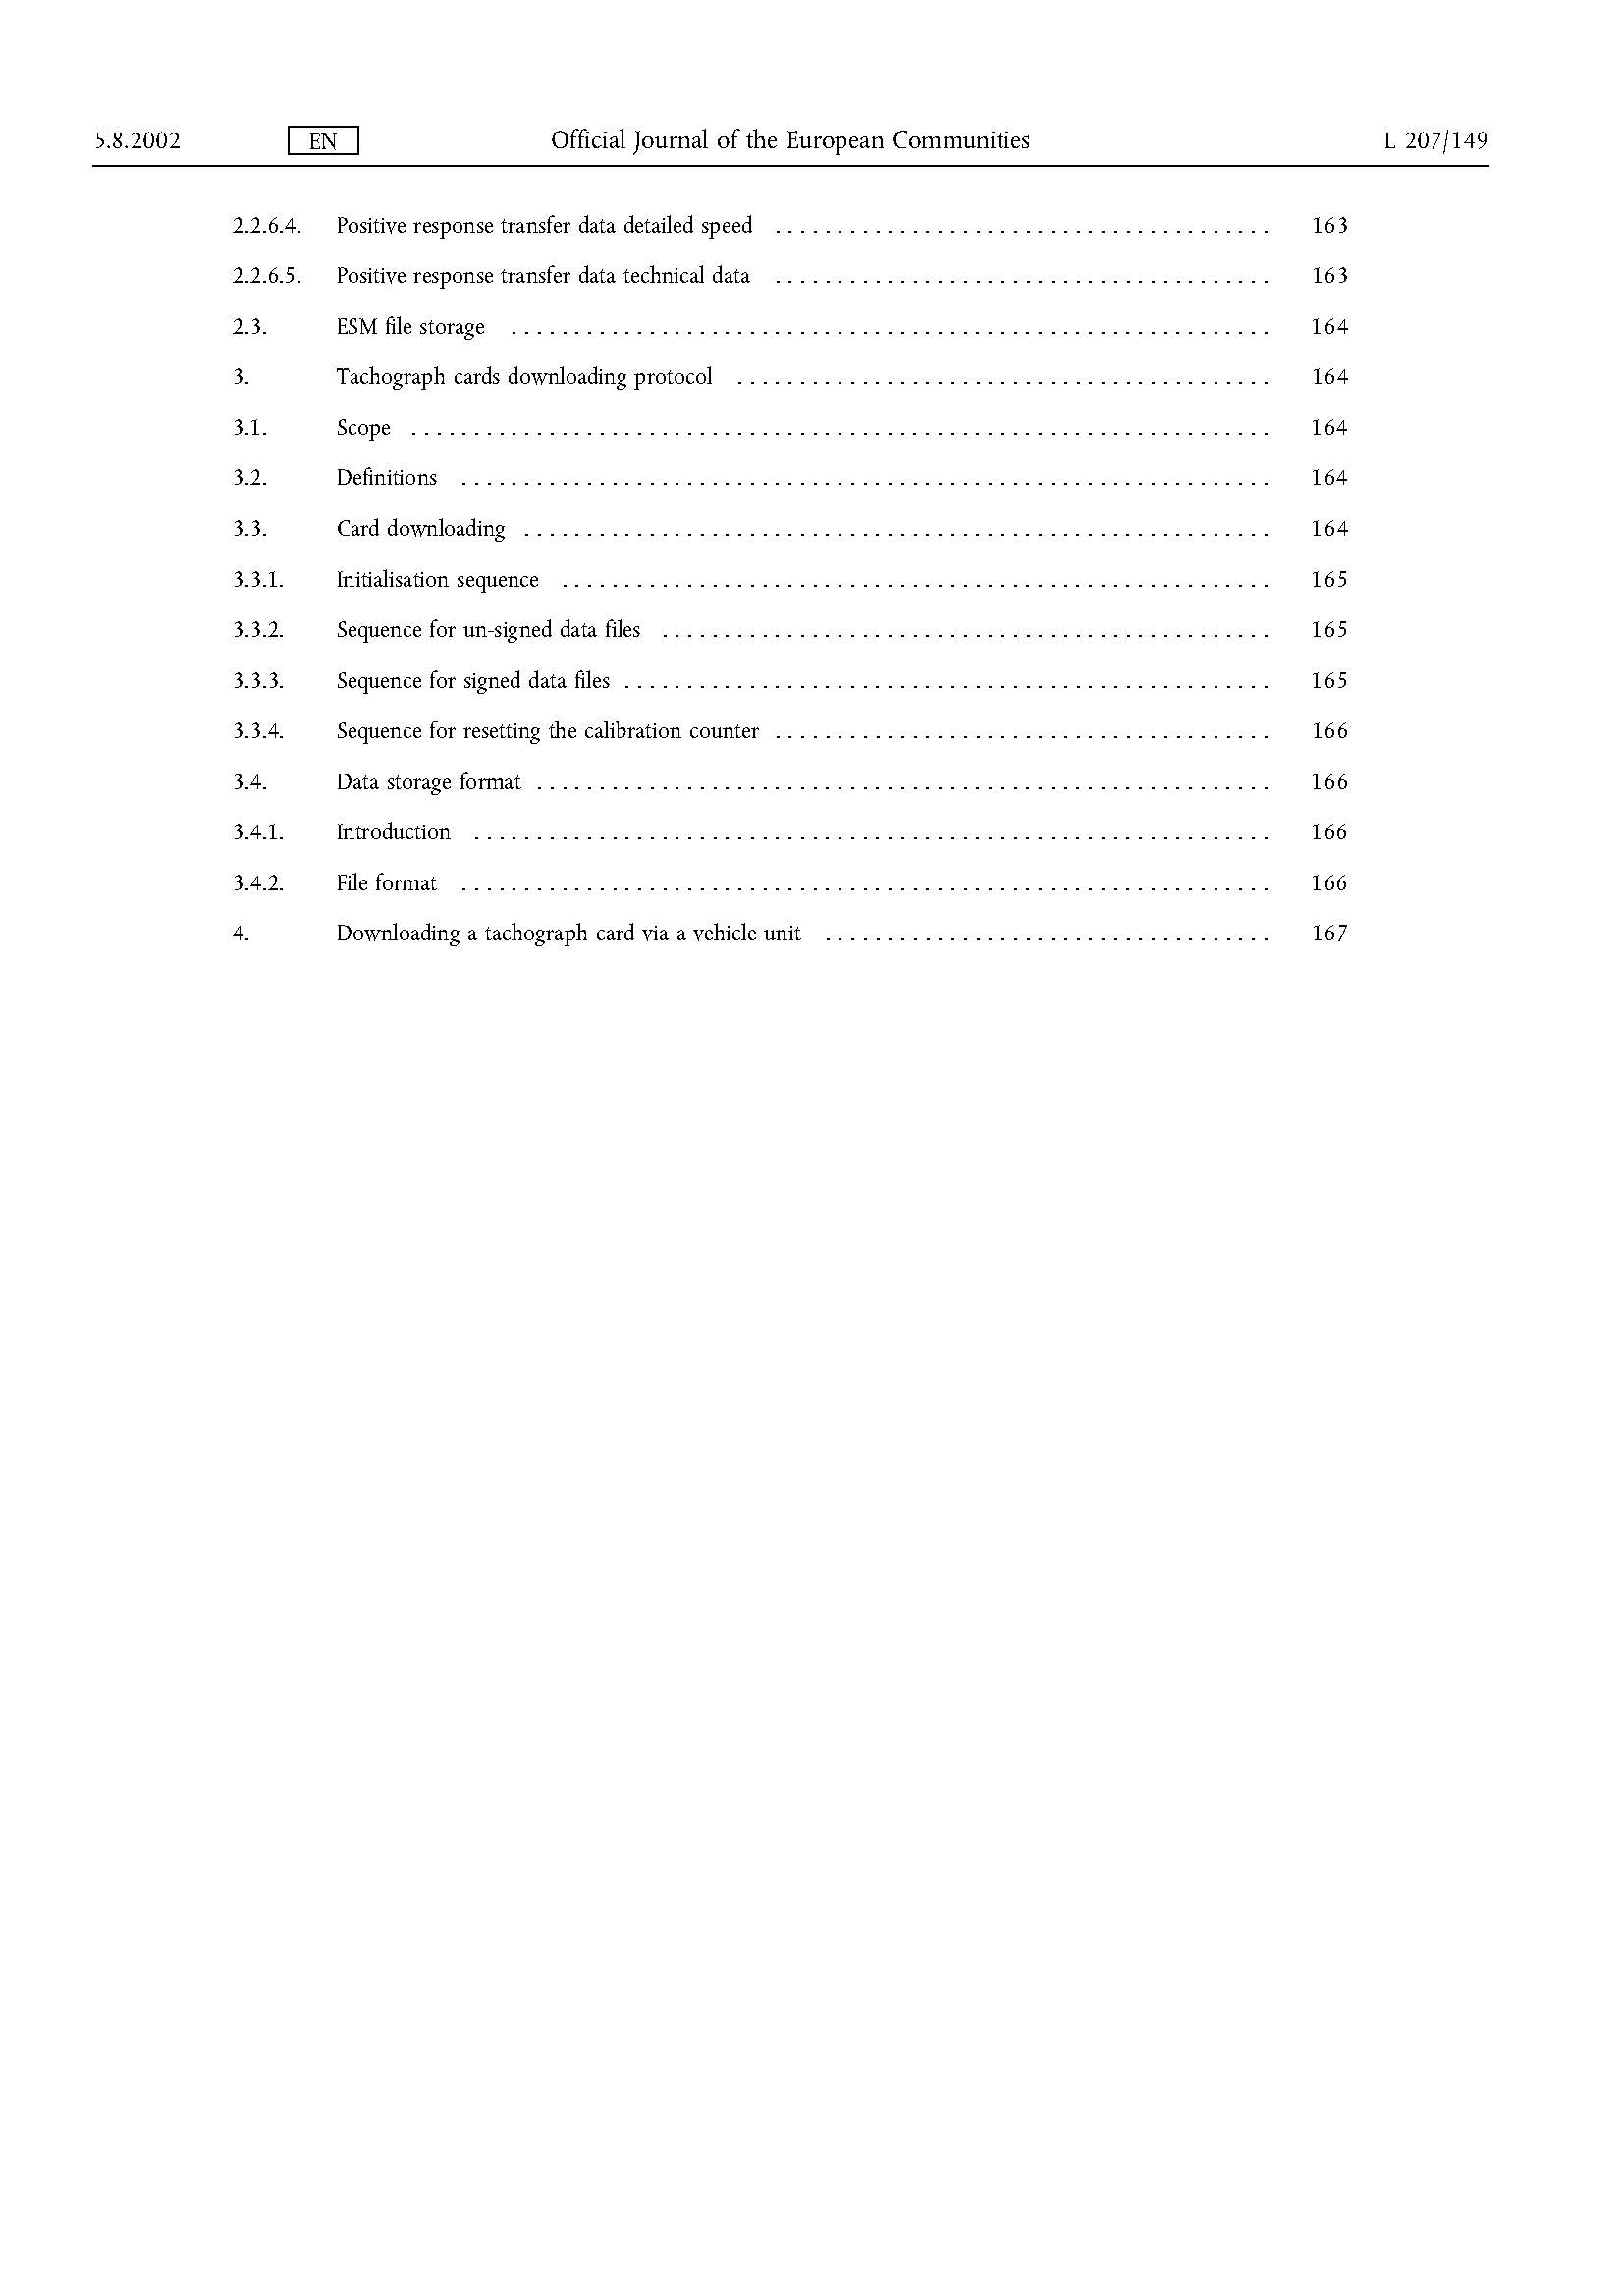 5.8.2002 EN Official Journal of the European Communities L 207/149
2.2.6.4. Positive response transfer data detailed speed ........................................ 163
2.2.6.5. Positive response transfer data technical data ........................................ 163
2.3. ESM file storage ............................................................. 164
3. Tachograph cards downloading protocol ........................................... 164
3.1. Scope ..................................................................... 164
3.2. Definitions ................................................................. 164
3.3. Card downloading ............................................................ 164
3.3.1. Initialisation sequence ......................................................... 165
3.3.2. Sequence for un-signed data files ................................................. 165
3.3.3. Sequence for signed data files .................................................... 165
3.3.4. Sequence for resetting the calibration counter ........................................ 166
3.4. Data storage format ........................................................... 166
3.4.1. Introduction ................................................................ 166
3.4.2. File format ................................................................. 166
4. Downloading a tachograph card via a vehicle unit .................................... 167